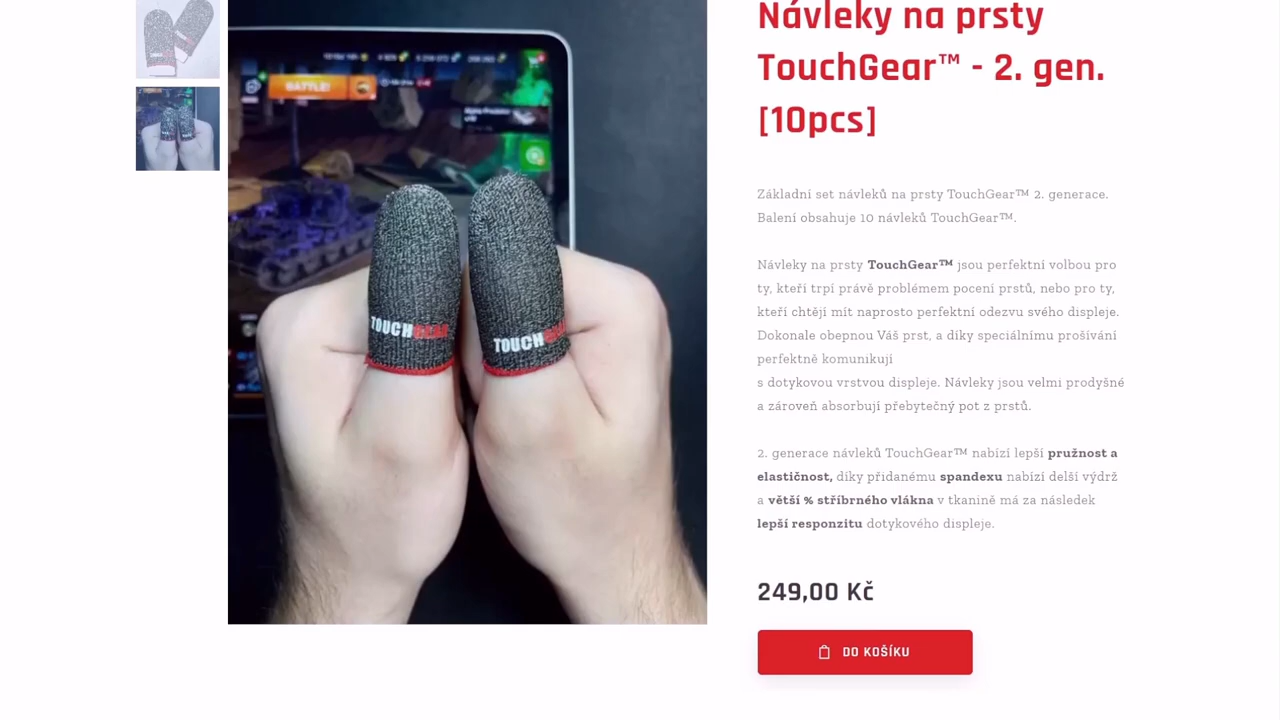 Návleky na prsty
TouchGear™ - 2. gen.
[10pcs]
BATTLE!
Základní set návleků na prsty TouchGear™ 2. generace.
Balení obsahuje 10 návleků TouchGear™.
Návleky na prsty TouchGear™ jsou perfektní volbou pro
ty, kteří trpí právě problémem pocení prstů, nebo pro ty,
kteří chtějí mít naprosto perfektní odezvu svého displeje.
Dokonale obepnou Váš prst, a díky speciálnímu prošívání
perfektně komunikují
s dotykovou vrstvou displeje. Návleky jsou velmi prodyšné
a zároveň absorbují přebytečný pot z prstů.
TOUCHGEAR
TOUCH
2. generace návleků TouchGear™ nabízí lepší pružnost a
elastičnost, díky přidanému spandexu nabízí delší výdrž
a větší % stříbrného vlákna v tkanině má za následek
lepší responzitu dotykového displeje.
249,00 Kč
DO KOŠÍKU